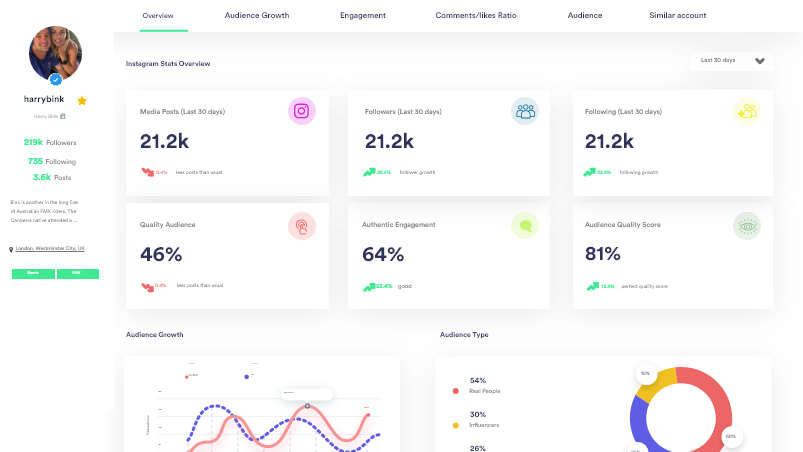 Overview
Audience Growth
Engagement
Comments/likes Ratio
Audience
Similar account
harrybink
Harry Bink
219k Followers
735 Following
3.6k Posts
Bink is another in the long line
of Australian FMX riders. The
Canberra native attended a ...
London, Westminster City, UK
Instagram Stats Overview
Last 30 days
Media Posts (Last 30 days)
21.2k
0.4% less posts than usual
Followers (Last 30 days)
21.2k
22.4% follower growth
Following (Last 30 days)
21.2k
22.4% following growth
Quality Audience
46%
0.4% less posts than usual
Authentic Engagement
64%
22.4% good
Audience Quality Score
81%
12.4% perfect quality score
Audience Growth
Audience Type
54%
Real People
30%
Influencers
26%
15%
60%